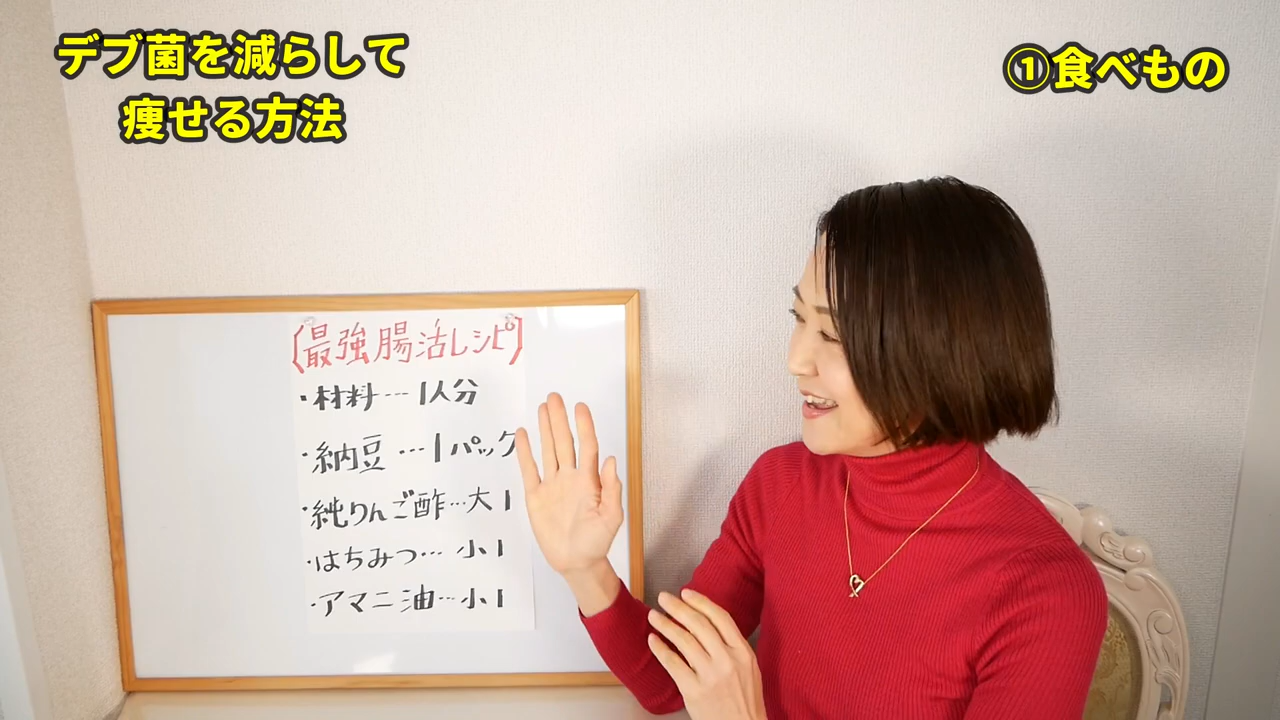 デブ菌を減らして
痩せる方法
①食べもの
〔最強腸活レシピ〕
・材料…1人分
・納豆…1パック
・純りんご酢…大1
・はちみつ…小1
・アマニ油…小1